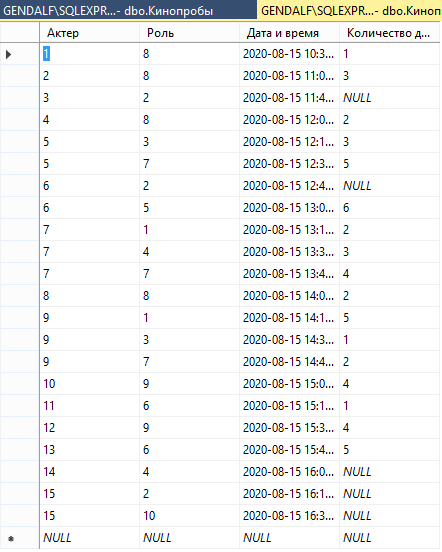 GENDALF\SQLEXPR...- dbo.Кинопробы GENDALF\SQLEXPR...- dbo.Кинопр
Актер Роль Дата и время Количество д...
1 8 2020-08-15 10:3... 1
2 8 2020-08-15 11:0... 3
3 2 2020-08-15 11:4... NULL
4 8 2020-08-15 12:0... 2
5 3 2020-08-15 12:1... 3
5 7 2020-08-15 12:3... 5
6 2 2020-08-15 12:4... NULL
6 5 2020-08-15 13:0... 6
7 1 2020-08-15 13:1... 2
7 4 2020-08-15 13:3... 3
7 7 2020-08-15 13:4... 4
8 8 2020-08-15 14:0... 2
9 1 2020-08-15 14:1... 5
9 3 2020-08-15 14:3... 1
9 7 2020-08-15 14:4... 2
10 9 2020-08-15 15:0... 4
11 6 2020-08-15 15:1... 1
12 9 2020-08-15 15:3... 4
13 6 2020-08-15 15:4... 5
14 4 2020-08-15 16:0... NULL
15 2 2020-08-15 16:1... NULL
15 10 2020-08-15 16:3... NULL
NULL NULL NULL NULL